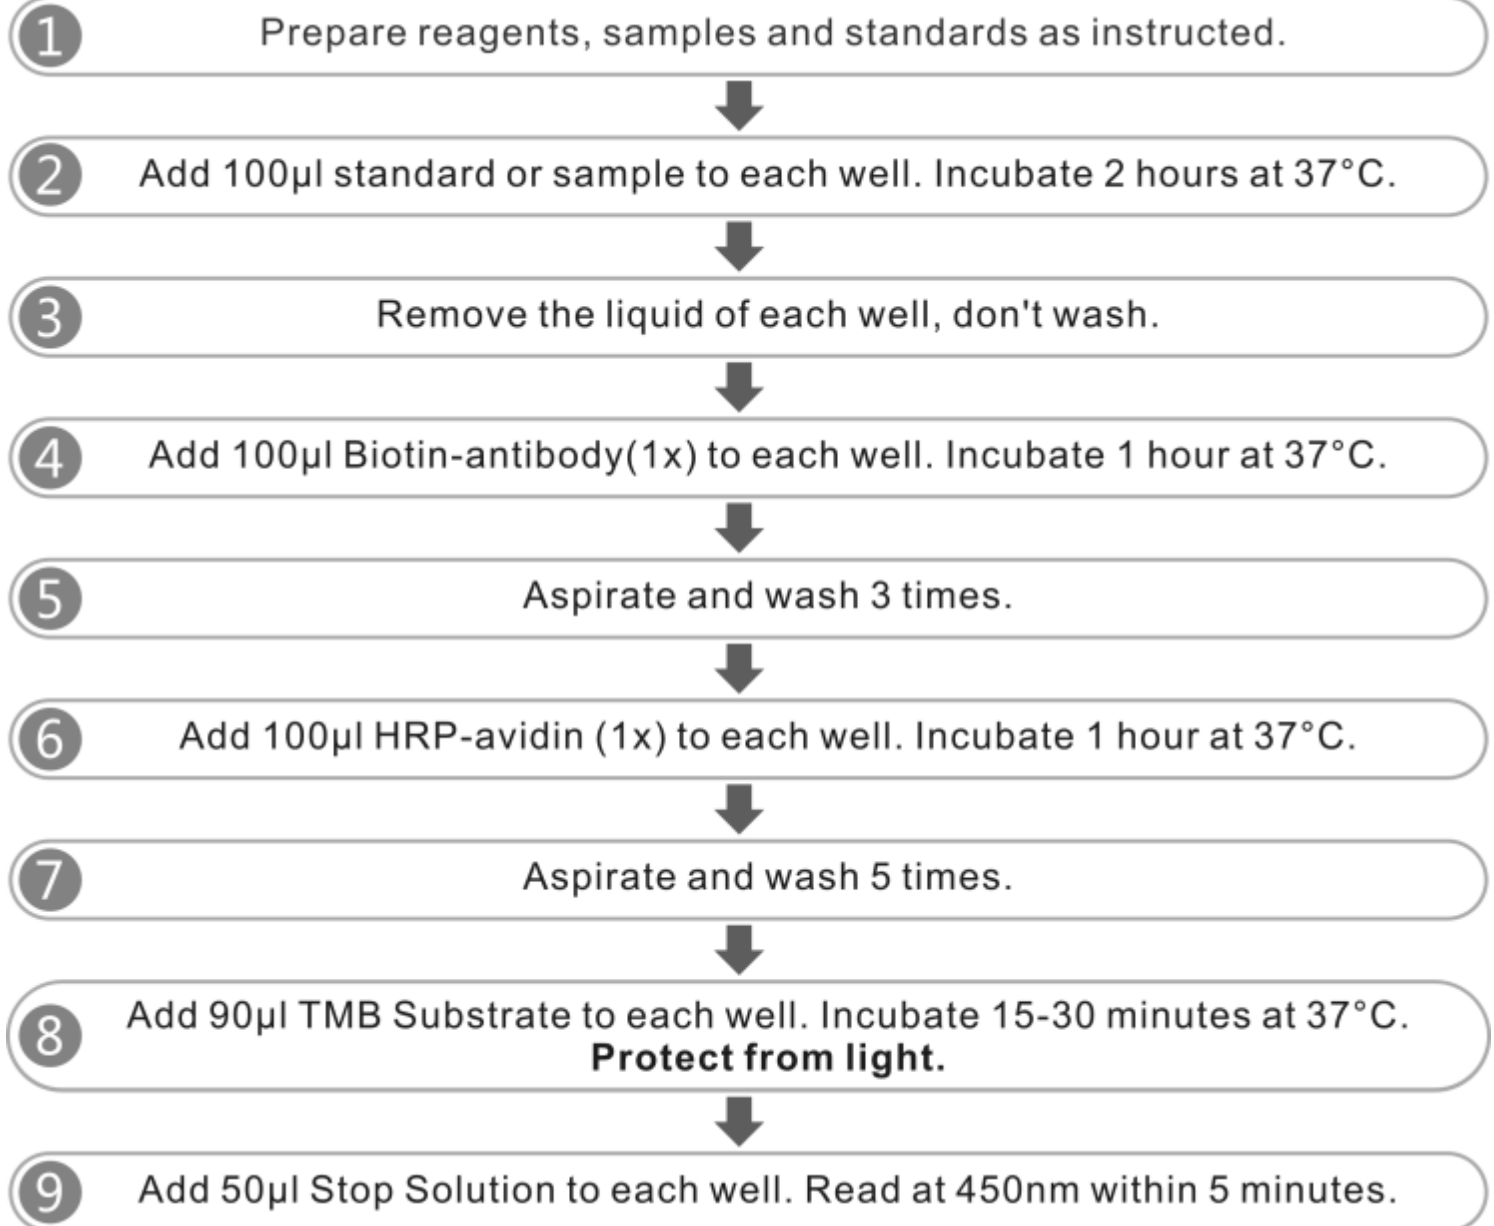 1 Prepare reagents, samples and standards as instructed.
2 Add 100µl standard or sample to each well. Incubate 2 hours at 37°C.
3 Remove the liquid of each well, don't wash.
4 Add 100µl Biotin-antibody(1x) to each well. Incubate 1 hour at 37°C.
5 Aspirate and wash 3 times.
6 Add 100µl HRP-avidin (1x) to each well. Incubate 1 hour at 37°C.
7 Aspirate and wash 5 times.
8 Add 90µl TMB Substrate to each well. Incubate 15-30 minutes at 37°C.
Protect from light.
9 Add 50µl Stop Solution to each well. Read at 450nm within 5 minutes.